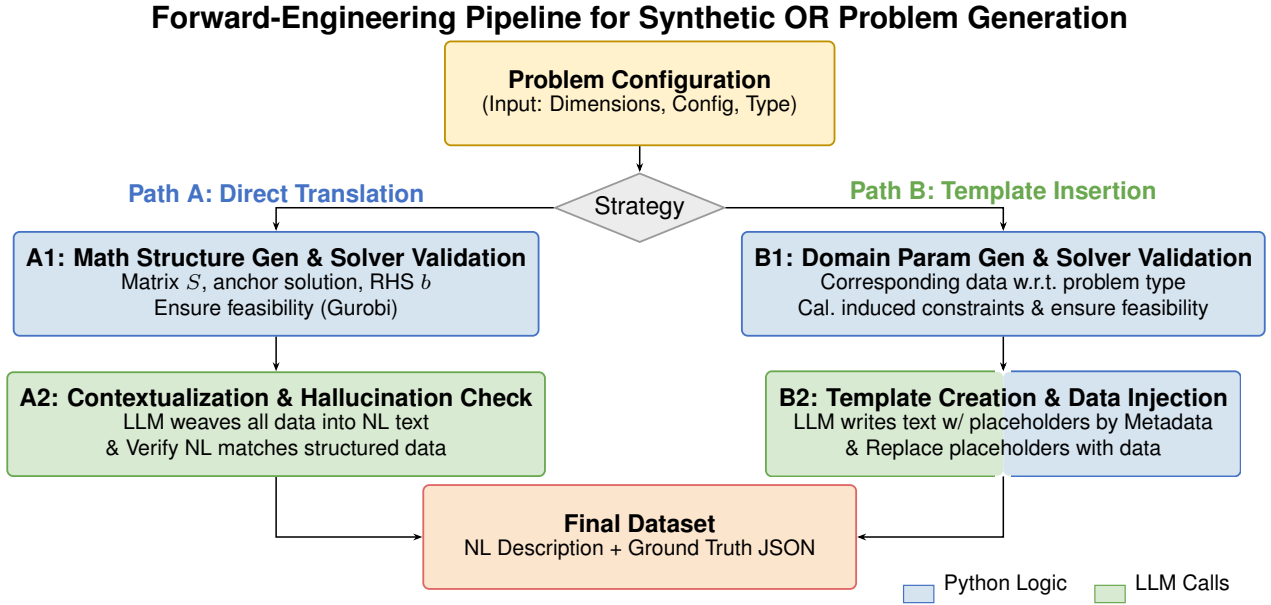 Forward-Engineering Pipeline for Synthetic OR Problem Generation
Problem Configuration
(Input: Dimensions, Config, Type)
Path A: Direct Translation
Path B: Template Insertion
Strategy
A1: Math Structure Gen & Solver Validation
Matrix S, anchor solution, RHS b
Ensure feasibility (Gurobi)
B1: Domain Param Gen & Solver Validation
Corresponding data w.r.t. problem type
Cal. induced constraints & ensure feasibility
A2: Contextualization & Hallucination Check
LLM weaves all data into NL text
& Verify NL matches structured data
B2: Template Creation & Data Injection
LLM writes text w/ placeholders by Metadata
& Replace placeholders with data
Final Dataset
NL Description + Ground Truth JSON
Python Logic
LLM Calls